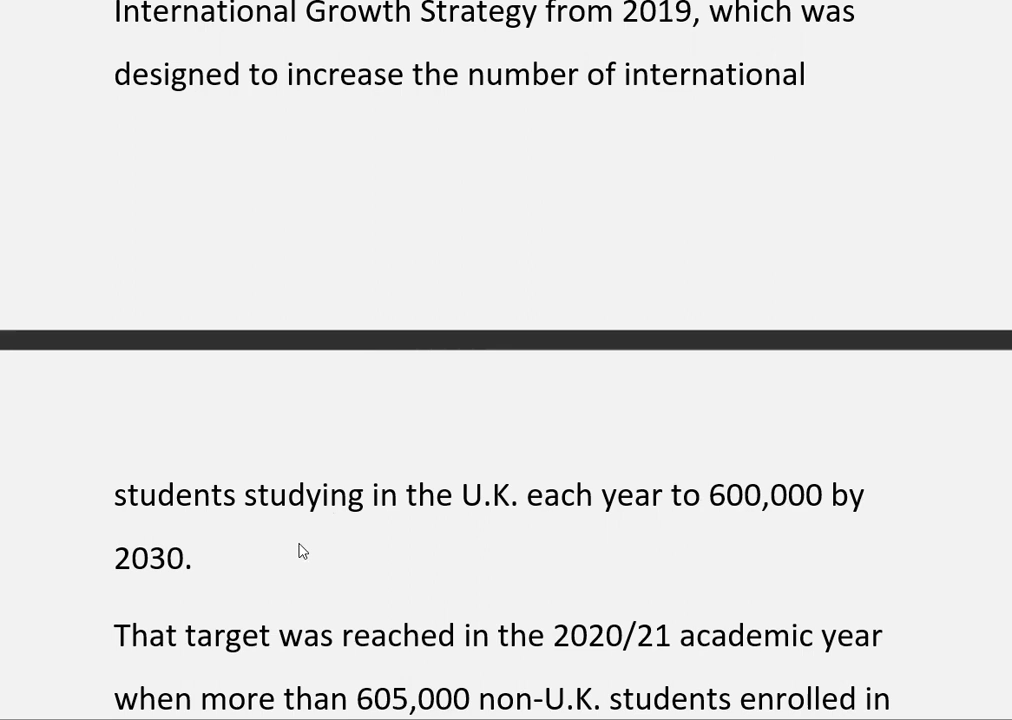 International Growth Strategy from 2019, which was
designed to increase the number of international
students studying in the U.K. each year to 600,000 by
2030.
That target was reached in the 2020/21 academic year
when more than 605,000 non-U.K. students enrolled in